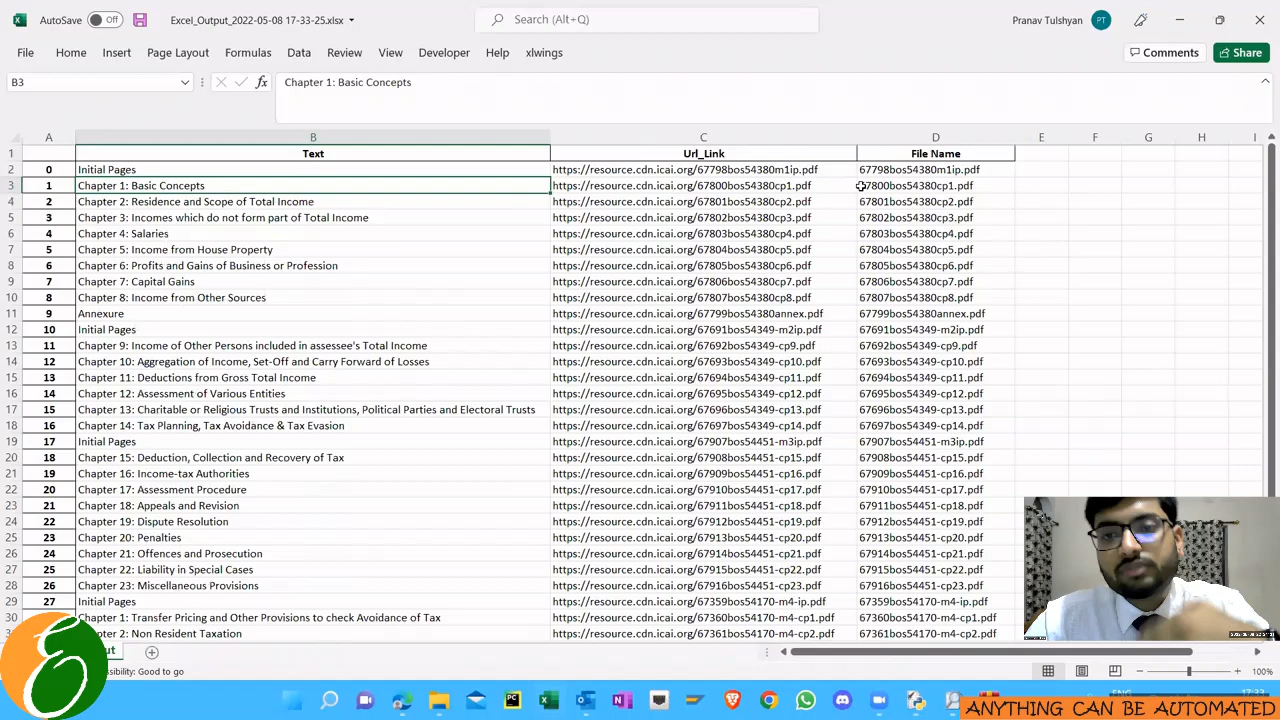 AutoSave Off Excel_Output_2022-05-08 17-33-25.xlsx Search (Alt+Q) Pranav Tulshyan PT
File Home Insert Page Layout Formulas Data Review View Developer Help xlwings Comments Share
B3 fx Chapter 1: Basic Concepts
A B C D E F G H I
1 Text Url_Link File Name
2 0 Initial Pages https://resource.cdn.icai.org/67798bos54380m1ip.pdf 67798bos54380m1ip.pdf
3 1 Chapter 1: Basic Concepts https://resource.cdn.icai.org/67800bos54380cp1.pdf 67800bos54380cp1.pdf
4 2 Chapter 2: Residence and Scope of Total Income https://resource.cdn.icai.org/67801bos54380cp2.pdf 67801bos54380cp2.pdf
5 3 Chapter 3: Incomes which do not form part of Total Income https://resource.cdn.icai.org/67802bos54380cp3.pdf 67802bos54380cp3.pdf
6 4 Chapter 4: Salaries https://resource.cdn.icai.org/67803bos54380cp4.pdf 67803bos54380cp4.pdf
7 5 Chapter 5: Income from House Property https://resource.cdn.icai.org/67804bos54380cp5.pdf 67804bos54380cp5.pdf
8 6 Chapter 6: Profits and Gains of Business or Profession https://resource.cdn.icai.org/67805bos54380cp6.pdf 67805bos54380cp6.pdf
9 7 Chapter 7: Capital Gains https://resource.cdn.icai.org/67806bos54380cp7.pdf 67806bos54380cp7.pdf
10 8 Chapter 8: Income from Other Sources https://resource.cdn.icai.org/67807bos54380cp8.pdf 67807bos54380cp8.pdf
11 9 Annexure https://resource.cdn.icai.org/67799bos54380annex.pdf 67799bos54380annex.pdf
12 10 Initial Pages https://resource.cdn.icai.org/67691bos54349-m2ip.pdf 67691bos54349-m2ip.pdf
13 11 Chapter 9: Income of Other Persons included in assessee's Total Income https://resource.cdn.icai.org/67692bos54349-cp9.pdf 67692bos54349-cp9.pdf
14 12 Chapter 10: Aggregation of Income, Set-Off and Carry Forward of Losses https://resource.cdn.icai.org/67693bos54349-cp10.pdf 67693bos54349-cp10.pdf
15 13 Chapter 11: Deductions from Gross Total Income https://resource.cdn.icai.org/67694bos54349-cp11.pdf 67694bos54349-cp11.pdf
16 14 Chapter 12: Assessment of Various Entities https://resource.cdn.icai.org/67695bos54349-cp12.pdf 67695bos54349-cp12.pdf
17 15 Chapter 13: Charitable or Religious Trusts and Institutions, Political Parties and Electoral Trusts https://resource.cdn.icai.org/67696bos54349-cp13.pdf 67696bos54349-cp13.pdf
18 16 Chapter 14: Tax Planning, Tax Avoidance & Tax Evasion https://resource.cdn.icai.org/67697bos54349-cp14.pdf 67697bos54349-cp14.pdf
19 17 Initial Pages https://resource.cdn.icai.org/67907bos54451-m3ip.pdf 67907bos54451-m3ip.pdf
20 18 Chapter 15: Deduction, Collection and Recovery of Tax https://resource.cdn.icai.org/67908bos54451-cp15.pdf 67908bos54451-cp15.pdf
21 19 Chapter 16: Income-tax Authorities https://resource.cdn.icai.org/67909bos54451-cp16.pdf 67909bos54451-cp16.pdf
22 20 Chapter 17: Assessment Procedure https://resource.cdn.icai.org/67910bos54451-cp17.pdf 67910bos54451-cp17.pdf
23 21 Chapter 18: Appeals and Revision https://resource.cdn.icai.org/67911bos54451-cp18.pdf 67911bos54451-cp18.pdf
24 22 Chapter 19: Dispute Resolution https://resource.cdn.icai.org/67912bos54451-cp19.pdf 67912bos54451-cp19.pdf
25 23 Chapter 20: Penalties https://resource.cdn.icai.org/67913bos54451-cp20.pdf 67913bos54451-cp20.pdf
26 24 Chapter 21: Offences and Prosecution https://resource.cdn.icai.org/67914bos54451-cp21.pdf 67914bos54451-cp21.pdf
27 25 Chapter 22: Liability in Special Cases https://resource.cdn.icai.org/67915bos54451-cp22.pdf 67915bos54451-cp22.pdf
28 26 Chapter 23: Miscellaneous Provisions https://resource.cdn.icai.org/67916bos54451-cp23.pdf 67916bos54451-cp23.pdf
29 27 Initial Pages https://resource.cdn.icai.org/67359bos54170-m4-ip.pdf 67359bos54170-m4-ip.pdf
30 Chapter 1: Transfer Pricing and Other Provisions to check Avoidance of Tax https://resource.cdn.icai.org/67360bos54170-m4-cp1.pdf 67360bos54170-m4-cp1.pdf
Chapter 2: Non Resident Taxation https://resource.cdn.icai.org/67361bos54170-m4-cp2.pdf 67361bos54170-m4-cp2.pdf
Good to go 100%
ENG 17:33
ANYTHING CAN BE AUTOMATED